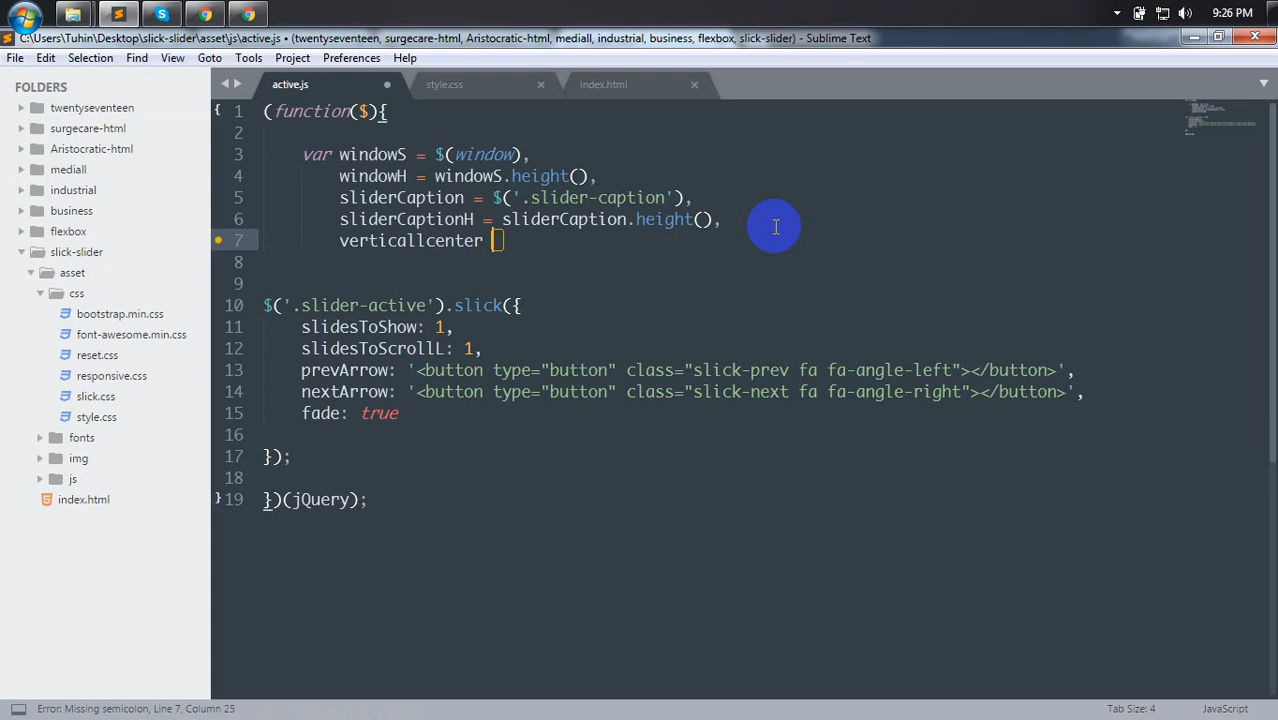 9:26 PM
C:\Users\Tuhin\Desktop\slick-slider\asset\js\active.js • (twentyseventeen, surgecare-html, Aristocratic-html, mediall, industrial, business, flexbox, slick-slider) - Sublime Text
File Edit Selection Find View Goto Tools Project Preferences Help
FOLDERS
twentyseventeen
surgecare-html
Aristocratic-html
mediall
industrial
business
flexbox
slick-slider
asset
css
bootstrap.min.css
font-awesome.min.css
reset.css
responsive.css
slick.css
style.css
fonts
img
js
index.html
active.js style.css index.html
1 (function($){
2
3 var windowS = $(window),
4 windowH = windowS.height(),
5 sliderCaption = $('.slider-caption'),
6 sliderCaptionH = sliderCaption.height(),
7 verticallcenter
8
9
10 $('.slider-active').slick({
11 slidesToShow: 1,
12 slidesToScrollL: 1,
13 prevArrow: '<button type="button" class="slick-prev fa fa-angle-left"></button>',
14 nextArrow: '<button type="button" class="slick-next fa fa-angle-right"></button>',
15 fade: true
16
17 });
18
19 })(jQuery);
Error: Missing semicolon, Line 7, Column 25 Tab Size: 4 JavaScript